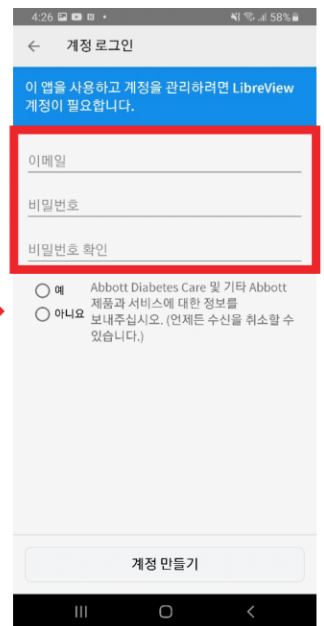 4:26
58%
계정 로그인
이 앱을 사용하고 계정을 관리하려면 LibreView
계정이 필요합니다.
이메일
비밀번호
비밀번호 확인
예
아니요
Abbott Diabetes Care 및 기타 Abbott
제품과 서비스에 대한 정보를
보내주십시오. (언제든 수신을 취소할 수
있습니다.)
계정 만들기